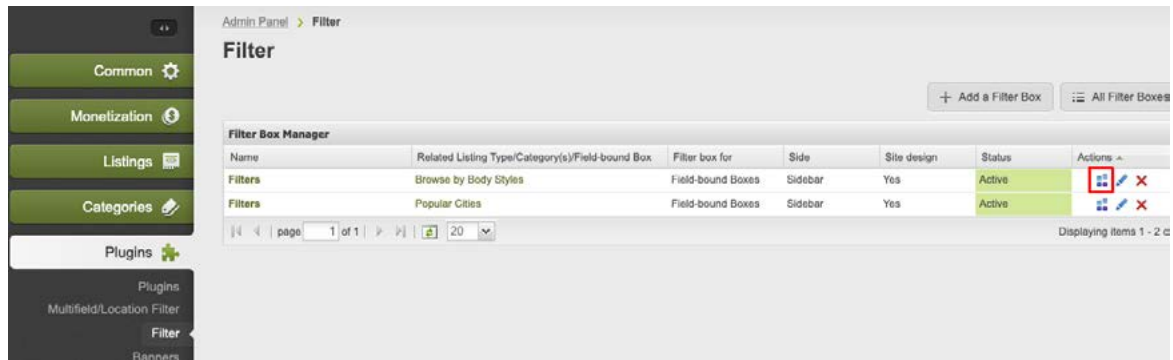 Admin Panel > Filter
Filter
Common
Monetization
Listings
Categories
Plugins
Plugins
Multifield/Location Filter
Filter
Banners
+ Add a Filter Box
All Filter Boxes
Filter Box Manager
Name Related Listing Type/Category(s)/Field-bound Box Filter box for Side Site design Status Actions
Filters Browse by Body Styles Field-bound Boxes Sidebar Yes Active
Filters Popular Cities Field-bound Boxes Sidebar Yes Active
page 1 of 1 20 Displaying items 1 - 2 o